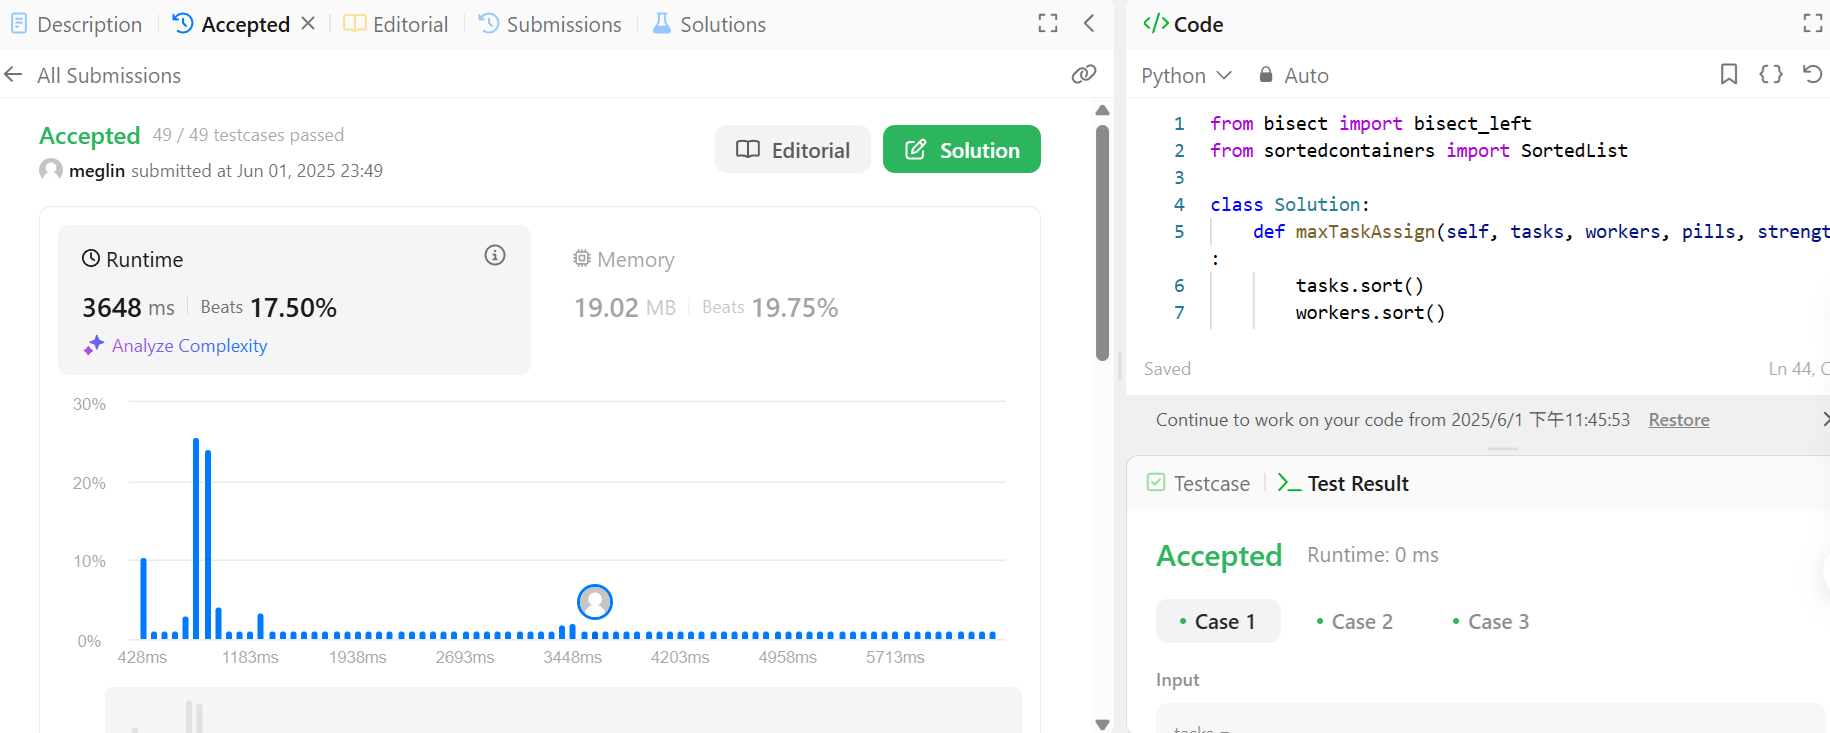 Description
Accepted
Editorial
Submissions
Solutions
All Submissions
Accepted 49 / 49 testcases passed
meglin submitted at Jun 01, 2025 23:49
Editorial
Solution
Runtime
3648 ms Beats 17.50%
Analyze Complexity
Memory
19.02 MB Beats 19.75%
30%
20%
10%
0%
428ms 1183ms 1938ms 2693ms 3448ms 4203ms 4958ms 5713ms
</> Code
Python Auto
1 from bisect import bisect_left
2 from sortedcontainers import SortedList
3
4 class Solution:
5 def maxTaskAssign(self, tasks, workers, pills, strengt
:
6 tasks.sort()
7 workers.sort()
Saved
Ln 44, C
Continue to work on your code from 2025/6/1 下午11:45:53 Restore
Testcase
Test Result
Accepted Runtime: 0 ms
Case 1
Case 2
Case 3
Input
tasks =